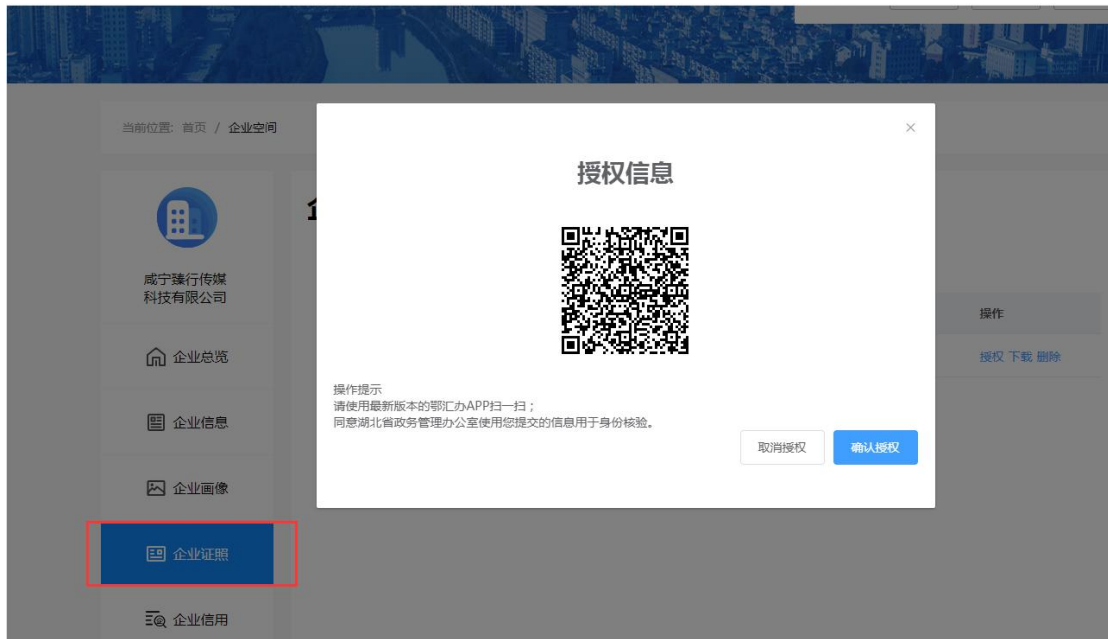 当前位置: 首页 / 企业空间
授权信息
咸宁臻行传媒
科技有限公司
操作
企业总览
授权 下载 删除
操作提示
请使用最新版本的鄂汇办APP扫一扫；
同意湖北省政务管理办公室使用您提交的信息用于身份核验。
企业信息
取消授权
确认授权
企业画像
企业证照
企业信用